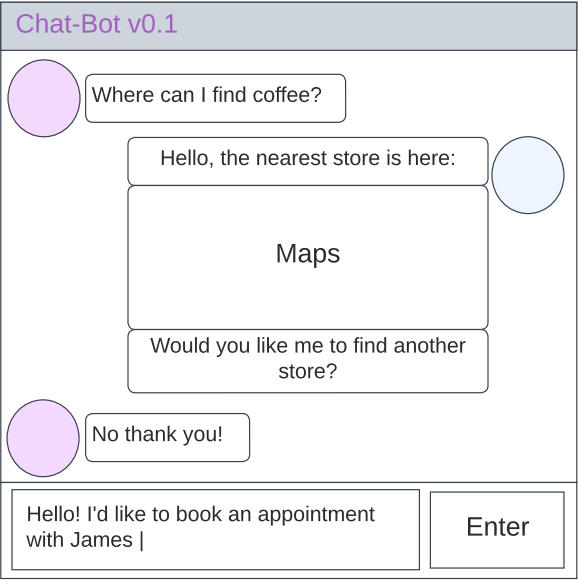 Chat-Bot v0.1
Where can I find coffee?
Hello, the nearest store is here:
Maps
Would you like me to find another
store?
No thank you!
Hello! I'd like to book an appointment
with James |
Enter